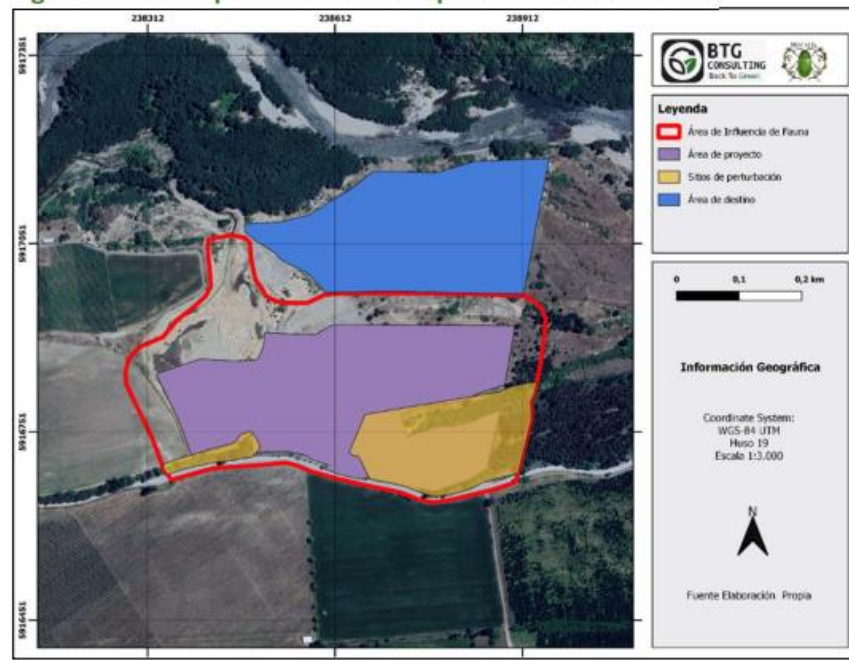 238312 238612 238912
5917351
5917051
5916751
5916451
BTG
CONSULTING
Back To Green
Leyenda
Área de Influencia de Fauna
Área de proyecto
Sitios de perturbación
Área de destino
0 0,1 0,2 km
Información Geográfica
Coordinate System:
WGS-84 UTM
Huso 19
Escala 1:3.000
N
Fuente Elaboración Propia